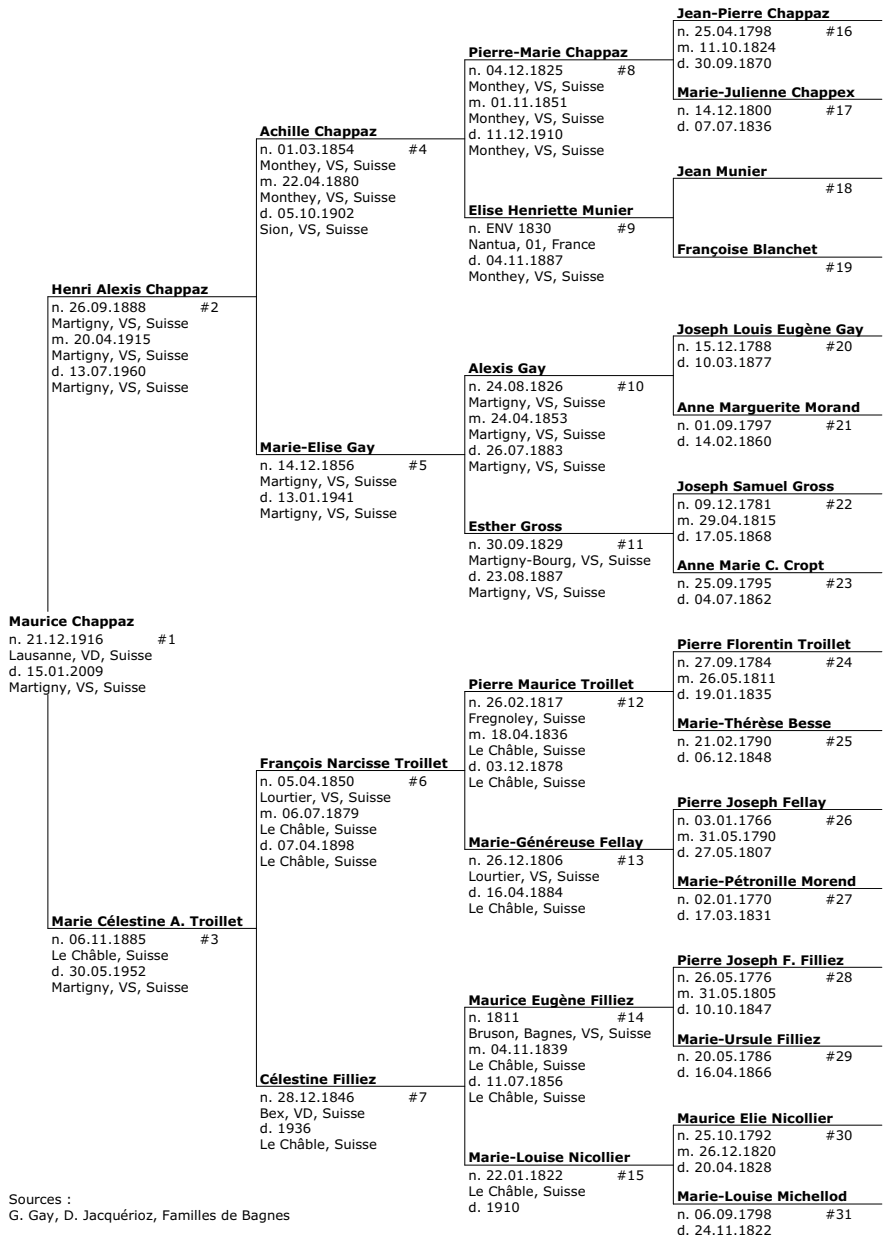 Maurice Chappaz
n. 21.12.1916 #1
Lausanne, VD, Suisse
d. 15.01.2009
Martigny, VS, Suisse
Henri Alexis Chappaz
n. 26.09.1888 #2
Martigny, VS, Suisse
m. 20.04.1915
Martigny, VS, Suisse
d. 13.07.1960
Martigny, VS, Suisse
Marie Célestine A. Troillet
n. 06.11.1885 #3
Le Châble, Suisse
d. 30.05.1952
Martigny, VS, Suisse
Achille Chappaz
n. 01.03.1854 #4
Monthey, VS, Suisse
m. 22.04.1880
Monthey, VS, Suisse
d. 05.10.1902
Sion, VS, Suisse
Marie-Elise Gay
n. 14.12.1856 #5
Martigny, VS, Suisse
d. 13.01.1941
Martigny, VS, Suisse
François Narcisse Troillet
n. 05.04.1850 #6
Lourtier, VS, Suisse
m. 06.07.1879
Le Châble, Suisse
d. 07.04.1898
Le Châble, Suisse
Célestine Filliez
n. 28.12.1846 #7
Bex, VD, Suisse
d. 1936
Le Châble, Suisse
Pierre-Marie Chappaz
n. 04.12.1825 #8
Monthey, VS, Suisse
m. 01.11.1851
Monthey, VS, Suisse
d. 11.12.1910
Monthey, VS, Suisse
Elise Henriette Munier
n. ENV 1830 #9
Nantua, 01, France
d. 04.11.1887
Monthey, VS, Suisse
Alexis Gay
n. 24.08.1826 #10
Martigny, VS, Suisse
m. 24.04.1853
Martigny, VS, Suisse
d. 26.07.1883
Martigny, VS, Suisse
Esther Gross
n. 30.09.1829 #11
Martigny-Bourg, VS, Suisse
d. 23.08.1887
Martigny, VS, Suisse
Pierre Maurice Troillet
n. 26.02.1817 #12
Fregnoley, Suisse
m. 18.04.1836
Le Châble, Suisse
d. 03.12.1878
Le Châble, Suisse
Marie-Généreuse Fellay
n. 26.12.1806 #13
Lourtier, VS, Suisse
d. 16.04.1884
Le Châble, Suisse
Maurice Eugène Filliez
n. 1811 #14
Bruson, Bagnes, VS, Suisse
m. 04.11.1839
Le Châble, Suisse
d. 11.07.1856
Le Châble, Suisse
Marie-Louise Nicollier
n. 22.01.1822 #15
Le Châble, Suisse
d. 1910
Jean-Pierre Chappaz
n. 25.04.1798 #16
m. 11.10.1824
d. 30.09.1870
Marie-Julienne Chappex
n. 14.12.1800 #17
d. 07.07.1836
Jean Munier
#18
Françoise Blanchet
#19
Joseph Louis Eugène Gay
n. 15.12.1788 #20
d. 10.03.1877
Anne Marguerite Morand
n. 01.09.1797 #21
d. 14.02.1860
Joseph Samuel Gross
n. 09.12.1781 #22
m. 29.04.1815
d. 17.05.1868
Anne Marie C. Cropt
n. 25.09.1795 #23
d. 04.07.1862
Pierre Florentin Troillet
n. 27.09.1784 #24
m. 26.05.1811
d. 19.01.1835
Marie-Thérèse Besse
n. 21.02.1790 #25
d. 06.12.1848
Pierre Joseph Fellay
n. 03.01.1766 #26
m. 31.05.1790
d. 27.05.1807
Marie-Pétronille Morend
n. 02.01.1770 #27
d. 17.03.1831
Pierre Joseph F. Filliez
n. 26.05.1776 #28
m. 31.05.1805
d. 10.10.1847
Marie-Ursule Filliez
n. 20.05.1786 #29
d. 16.04.1866
Maurice Elie Nicollier
n. 25.10.1792 #30
m. 26.12.1820
d. 20.04.1828
Marie-Louise Michellod
n. 06.09.1798 #31
d. 24.11.1822
Sources :
G. Gay, D. Jacquérioz, Familles de Bagnes